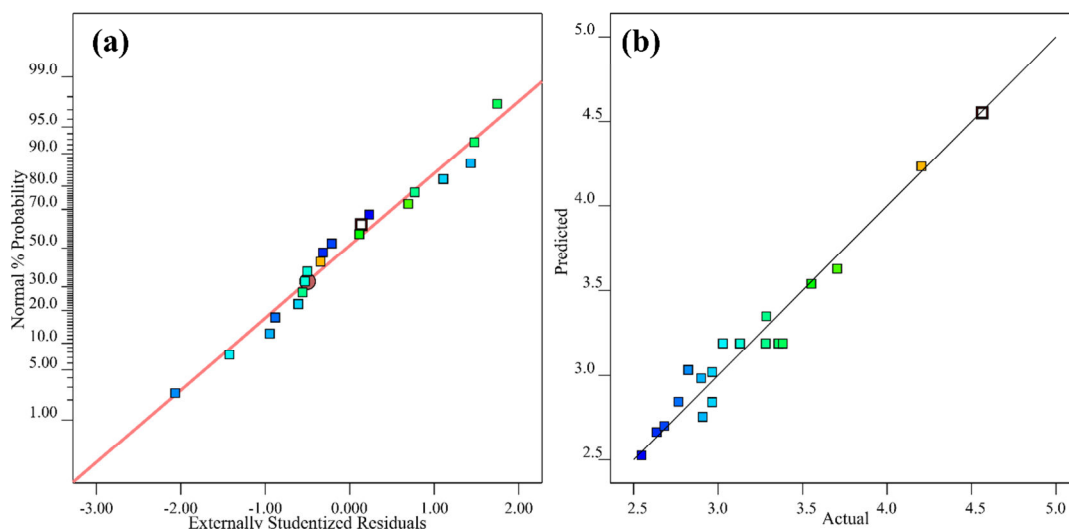 (a)
Normal % Probability
99.0
95.0
90.0
80.0
70.0
50.0
30.0
20.0
10.0
5.00
1.00
-3.00 -2.00 -1.00 0.000 1.00 2.00
Externally Studentized Residuals
(b)
Predicted
5.0
4.5
4.0
3.5
3.0
2.5
2.5 3.0 3.5 4.0 4.5 5.0
Actual